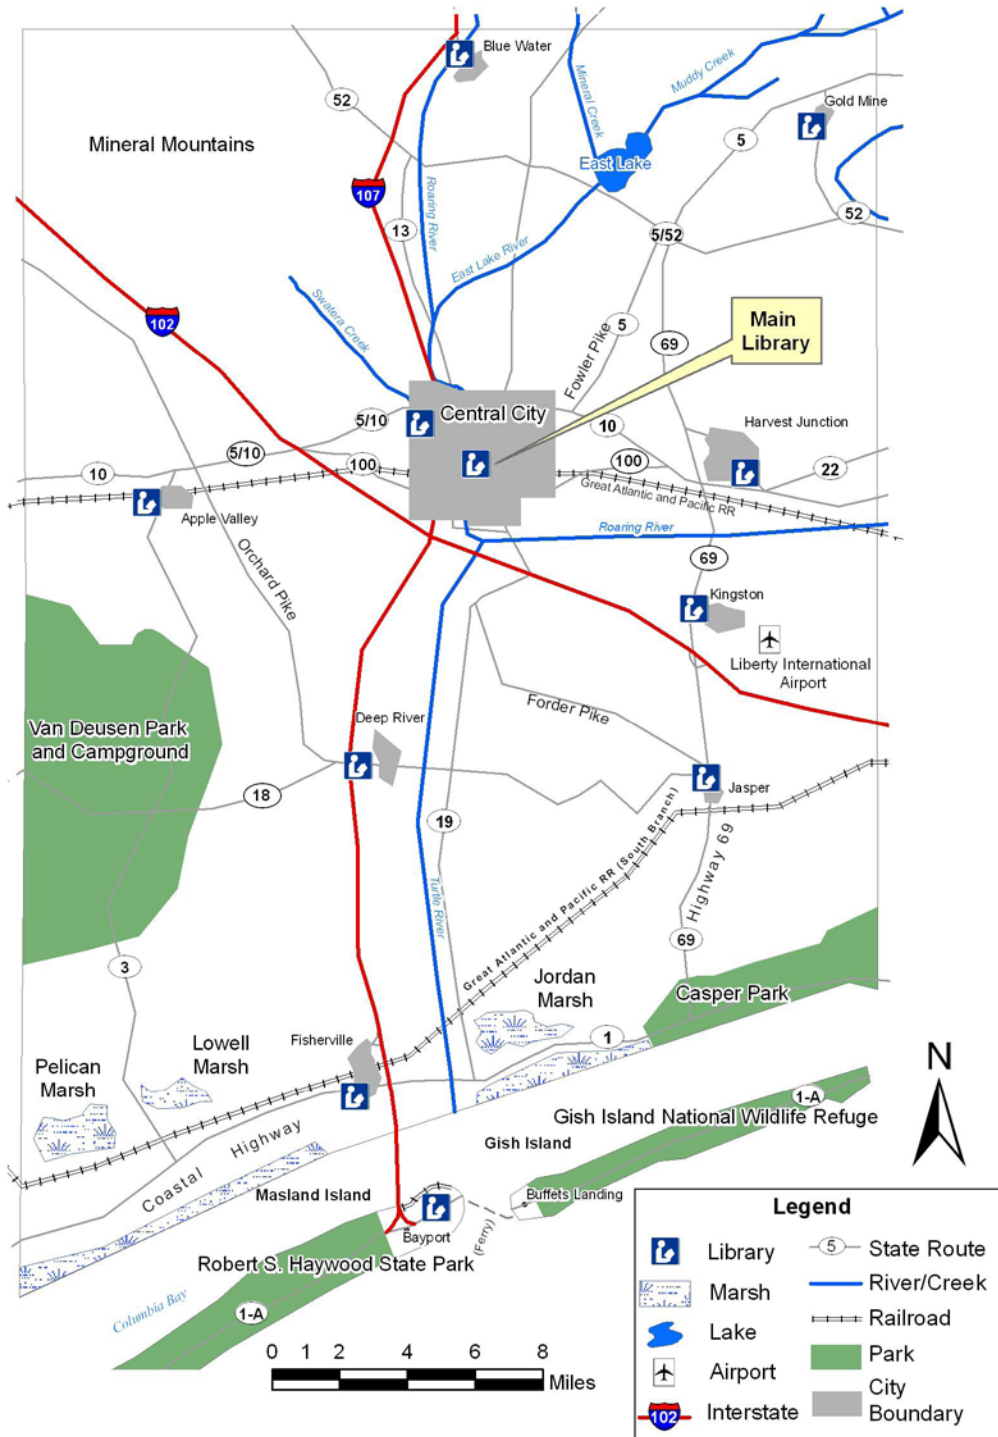 Blue Water
52
Mineral Creek
Muddy Creek
Gold Mine
Mineral Mountains
5
East Lake
107
Roaring River
13
52
5/52
East Lake River
Swatera Creek
102
Main
Library
5
Fowler Pike
69
5/10
Central City
10
Harvest Junction
5/10
10
100
100
22
Great Atlantic and Pacific RR
Apple Valley
Roaring River
Orchard Pike
69
Kingston
Liberty International
Airport
Van Deusen Park
and Campground
Deep River
Forder Pike
18
Jasper
19
Turtle River
Great Atlantic and Pacific RR (South Branch)
Highway 69
69
3
Jordan
Marsh
Casper Park
Fisherville
1
Lowell
Marsh
Pelican
Marsh
Coastal Highway
1-A
Gish Island National Wildlife Refuge
Gish Island
Masland Island
Buffets Landing
Bayport
(Ferry)
Robert S. Haywood State Park
Columbia Bay
1-A
N
0 1 2 4 6 8
Miles
Legend
Library
Marsh
Lake
Airport
102
Interstate
5
State Route
River/Creek
Railroad
Park
City
Boundary